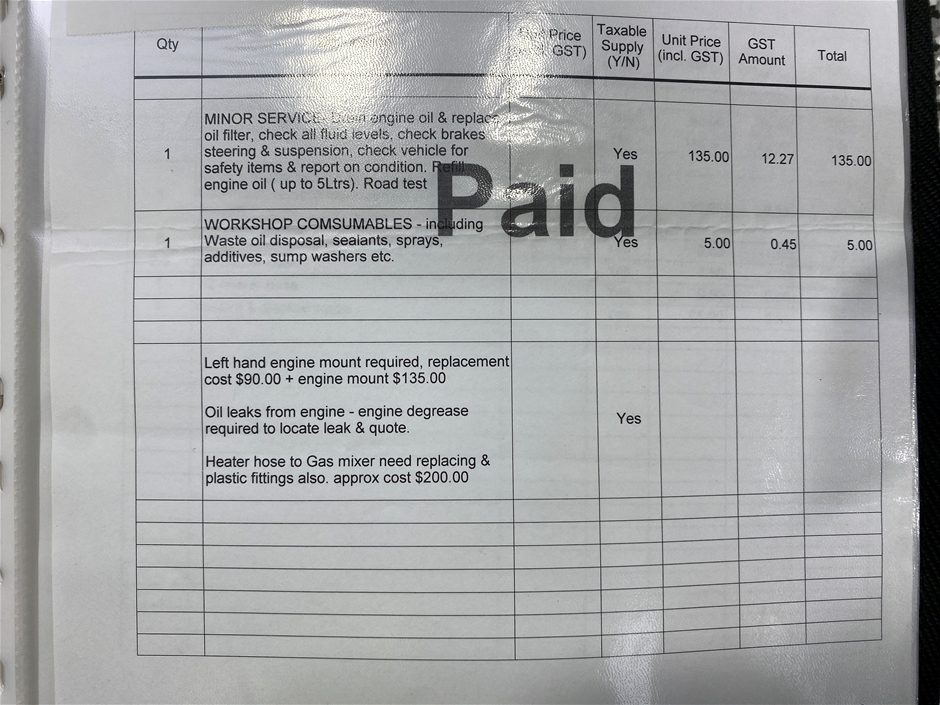 Qty
Price
GST)
Taxable
Supply
(Y/N)
Unit Price
(incl. GST)
GST
Amount
Total
MINOR SERVICE- Drain engine oil & replace
oil filter, check all fluid levels, check brakes
1 steering & suspension, check vehicle for Yes 135.00 12.27 135.00
safety items & report on condition. Refill
engine oil ( up to 5Ltrs). Road test
Paid
WORKSHOP COMSUMABLES - including
1 Waste oil disposal, sealants, sprays, Yes 5.00 0.45 5.00
additives, sump washers etc.
Left hand engine mount required, replacement
cost $90.00 + engine mount $135.00
Oil leaks from engine - engine degrease
required to locate leak & quote.
Yes
Heater hose to Gas mixer need replacing &
plastic fittings also. approx cost $200.00